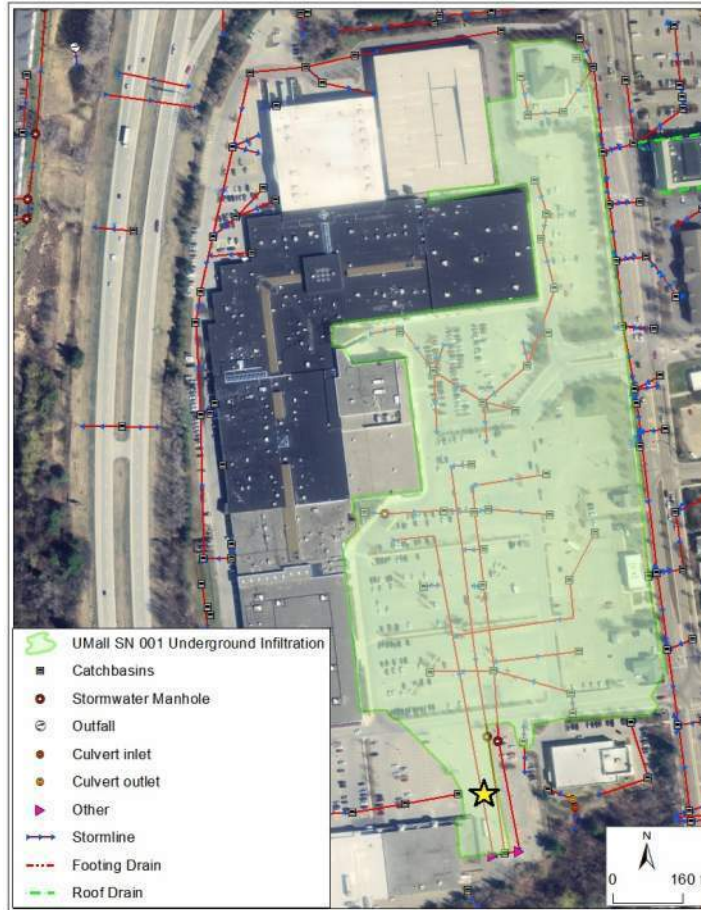 UMall SN 001 Underground Infiltration
Catchbasins
Stormwater Manhole
Outfall
Culvert inlet
Culvert outlet
Other
Stormline
Footing Drain
Roof Drain
N
0 160